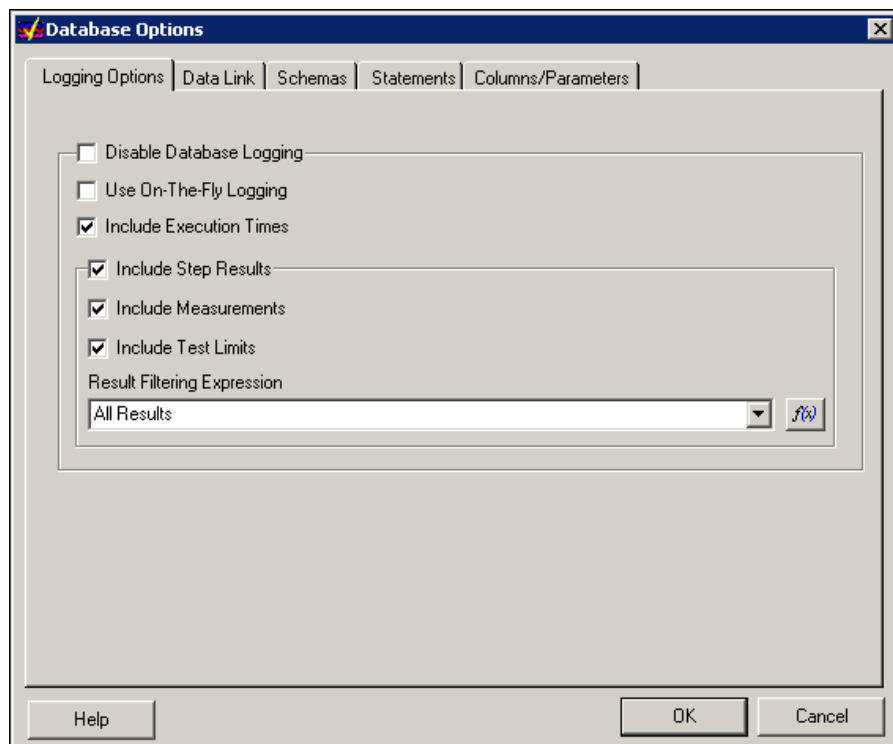 Database Options
Logging Options Data Link Schemas Statements Columns/Parameters
Disable Database Logging
Use On-The-Fly Logging
Include Execution Times
Include Step Results
Include Measurements
Include Test Limits
Result Filtering Expression
All Results f(x)
Help OK Cancel